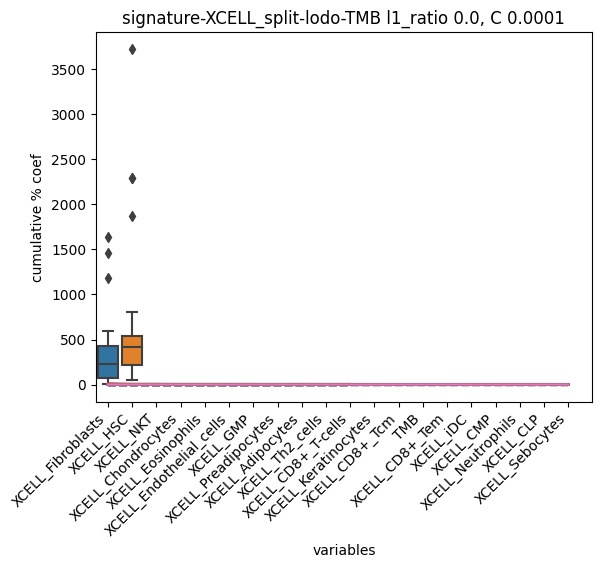 signature-XCELL_split-lodo-TMB l1_ratio 0.0, C 0.0001
cumulative % coef
3500
3000
2500
2000
1500
1000
500
0
XCELL_Fibroblasts
XCELL_HSC
XCELL_NKT
XCELL_Chondrocytes
XCELL_Eosinophils
XCELL_Endothelial_cells
XCELL_GMP
XCELL_Preadipocytes
XCELL_Adipocytes
XCELL_Th2_cells
XCELL_CD8+_T-cells
XCELL_Keratinocytes
XCELL_CD8+_Tcm
TMB
XCELL_CD8+_Tem
XCELL_iDC
XCELL_CMP
XCELL_Neutrophils
XCELL_CLP
XCELL_Sebocytes
variables